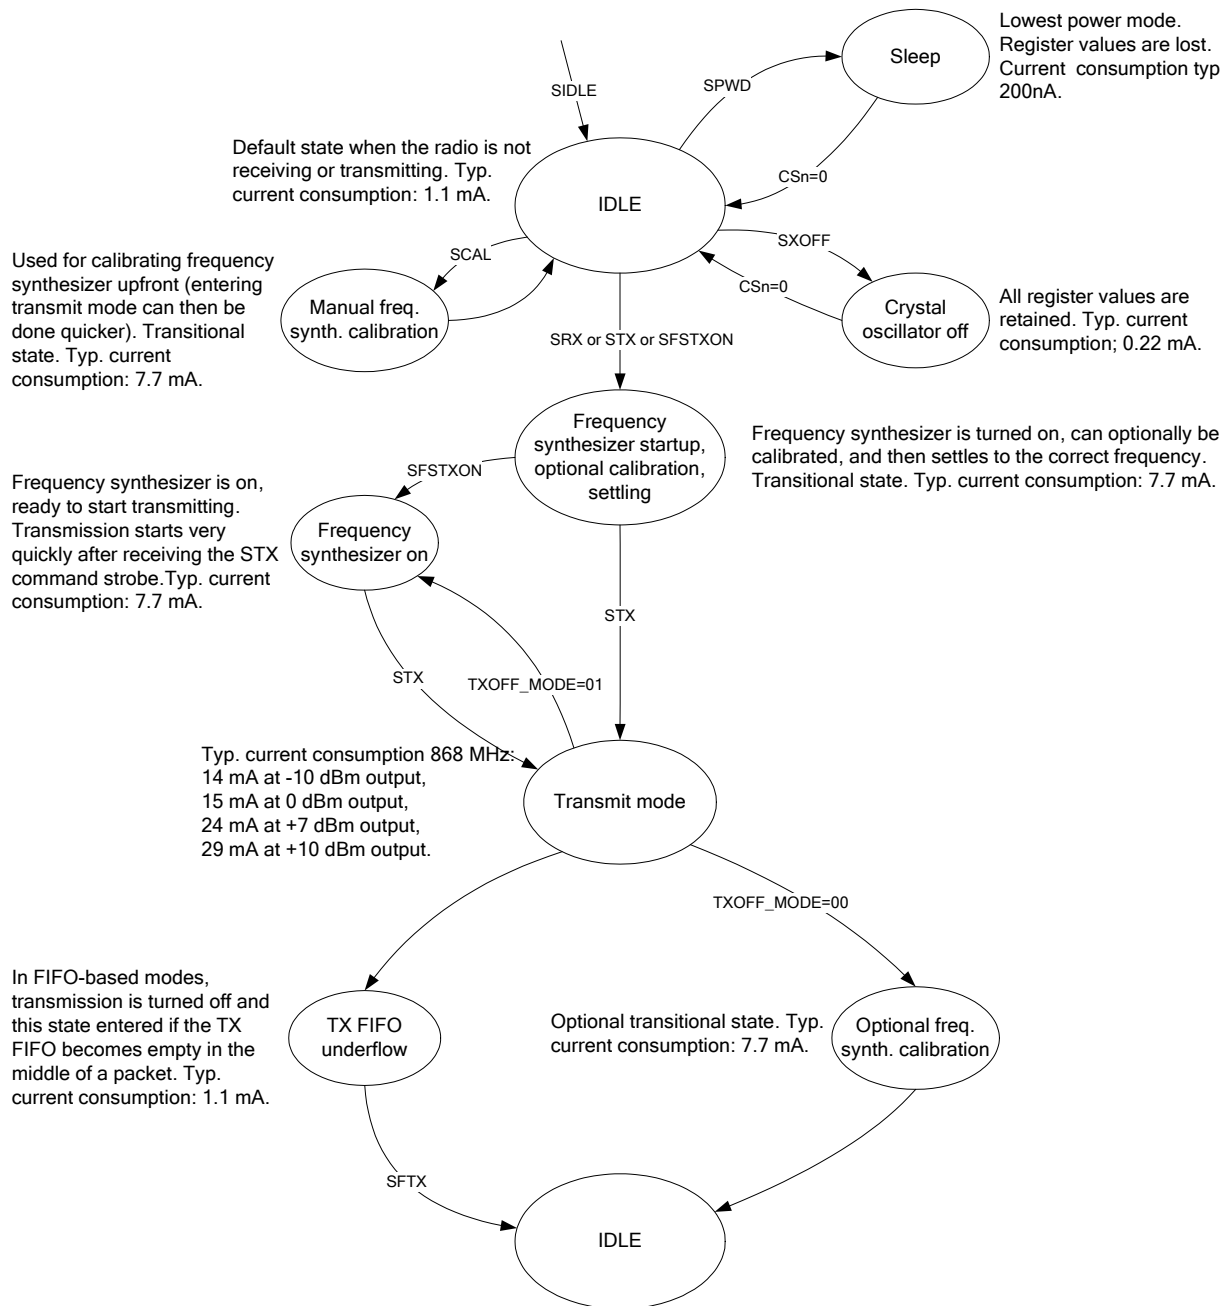 Lowest power mode.
Register values are lost.
Current consumption typ
200nA.
Sleep
SIDLE
SPWD
Default state when the radio is not
receiving or transmitting. Typ.
current consumption: 1.1 mA.
CSn=0
IDLE
SXOFF
SCAL
Used for calibrating frequency
synthesizer upfront (entering
transmit mode can then be
done quicker). Transitional
state. Typ. current
consumption: 7.7 mA.
Manual freq.
synth. calibration
CSn=0
Crystal
oscillator off
All register values are
retained. Typ. current
consumption; 0.22 mA.
SRX or STX or SFSTXON
Frequency
synthesizer startup,
optional calibration,
settling
Frequency synthesizer is turned on, can optionally be
calibrated, and then settles to the correct frequency.
Transitional state. Typ. current consumption: 7.7 mA.
SFSTXON
Frequency synthesizer is on,
ready to start transmitting.
Transmission starts very
quickly after receiving the STX
command strobe.Typ. current
consumption: 7.7 mA.
Frequency
synthesizer on
STX
STX
TXOFF_MODE=01
Typ. current consumption 868 MHz:
14 mA at -10 dBm output,
15 mA at 0 dBm output,
24 mA at +7 dBm output,
29 mA at +10 dBm output.
Transmit mode
TXOFF_MODE=00
In FIFO-based modes,
transmission is turned off and
this state entered if the TX
FIFO becomes empty in the
middle of a packet. Typ.
current consumption: 1.1 mA.
TX FIFO
underflow
Optional transitional state. Typ.
current consumption: 7.7 mA.
Optional freq.
synth. calibration
SFTX
IDLE